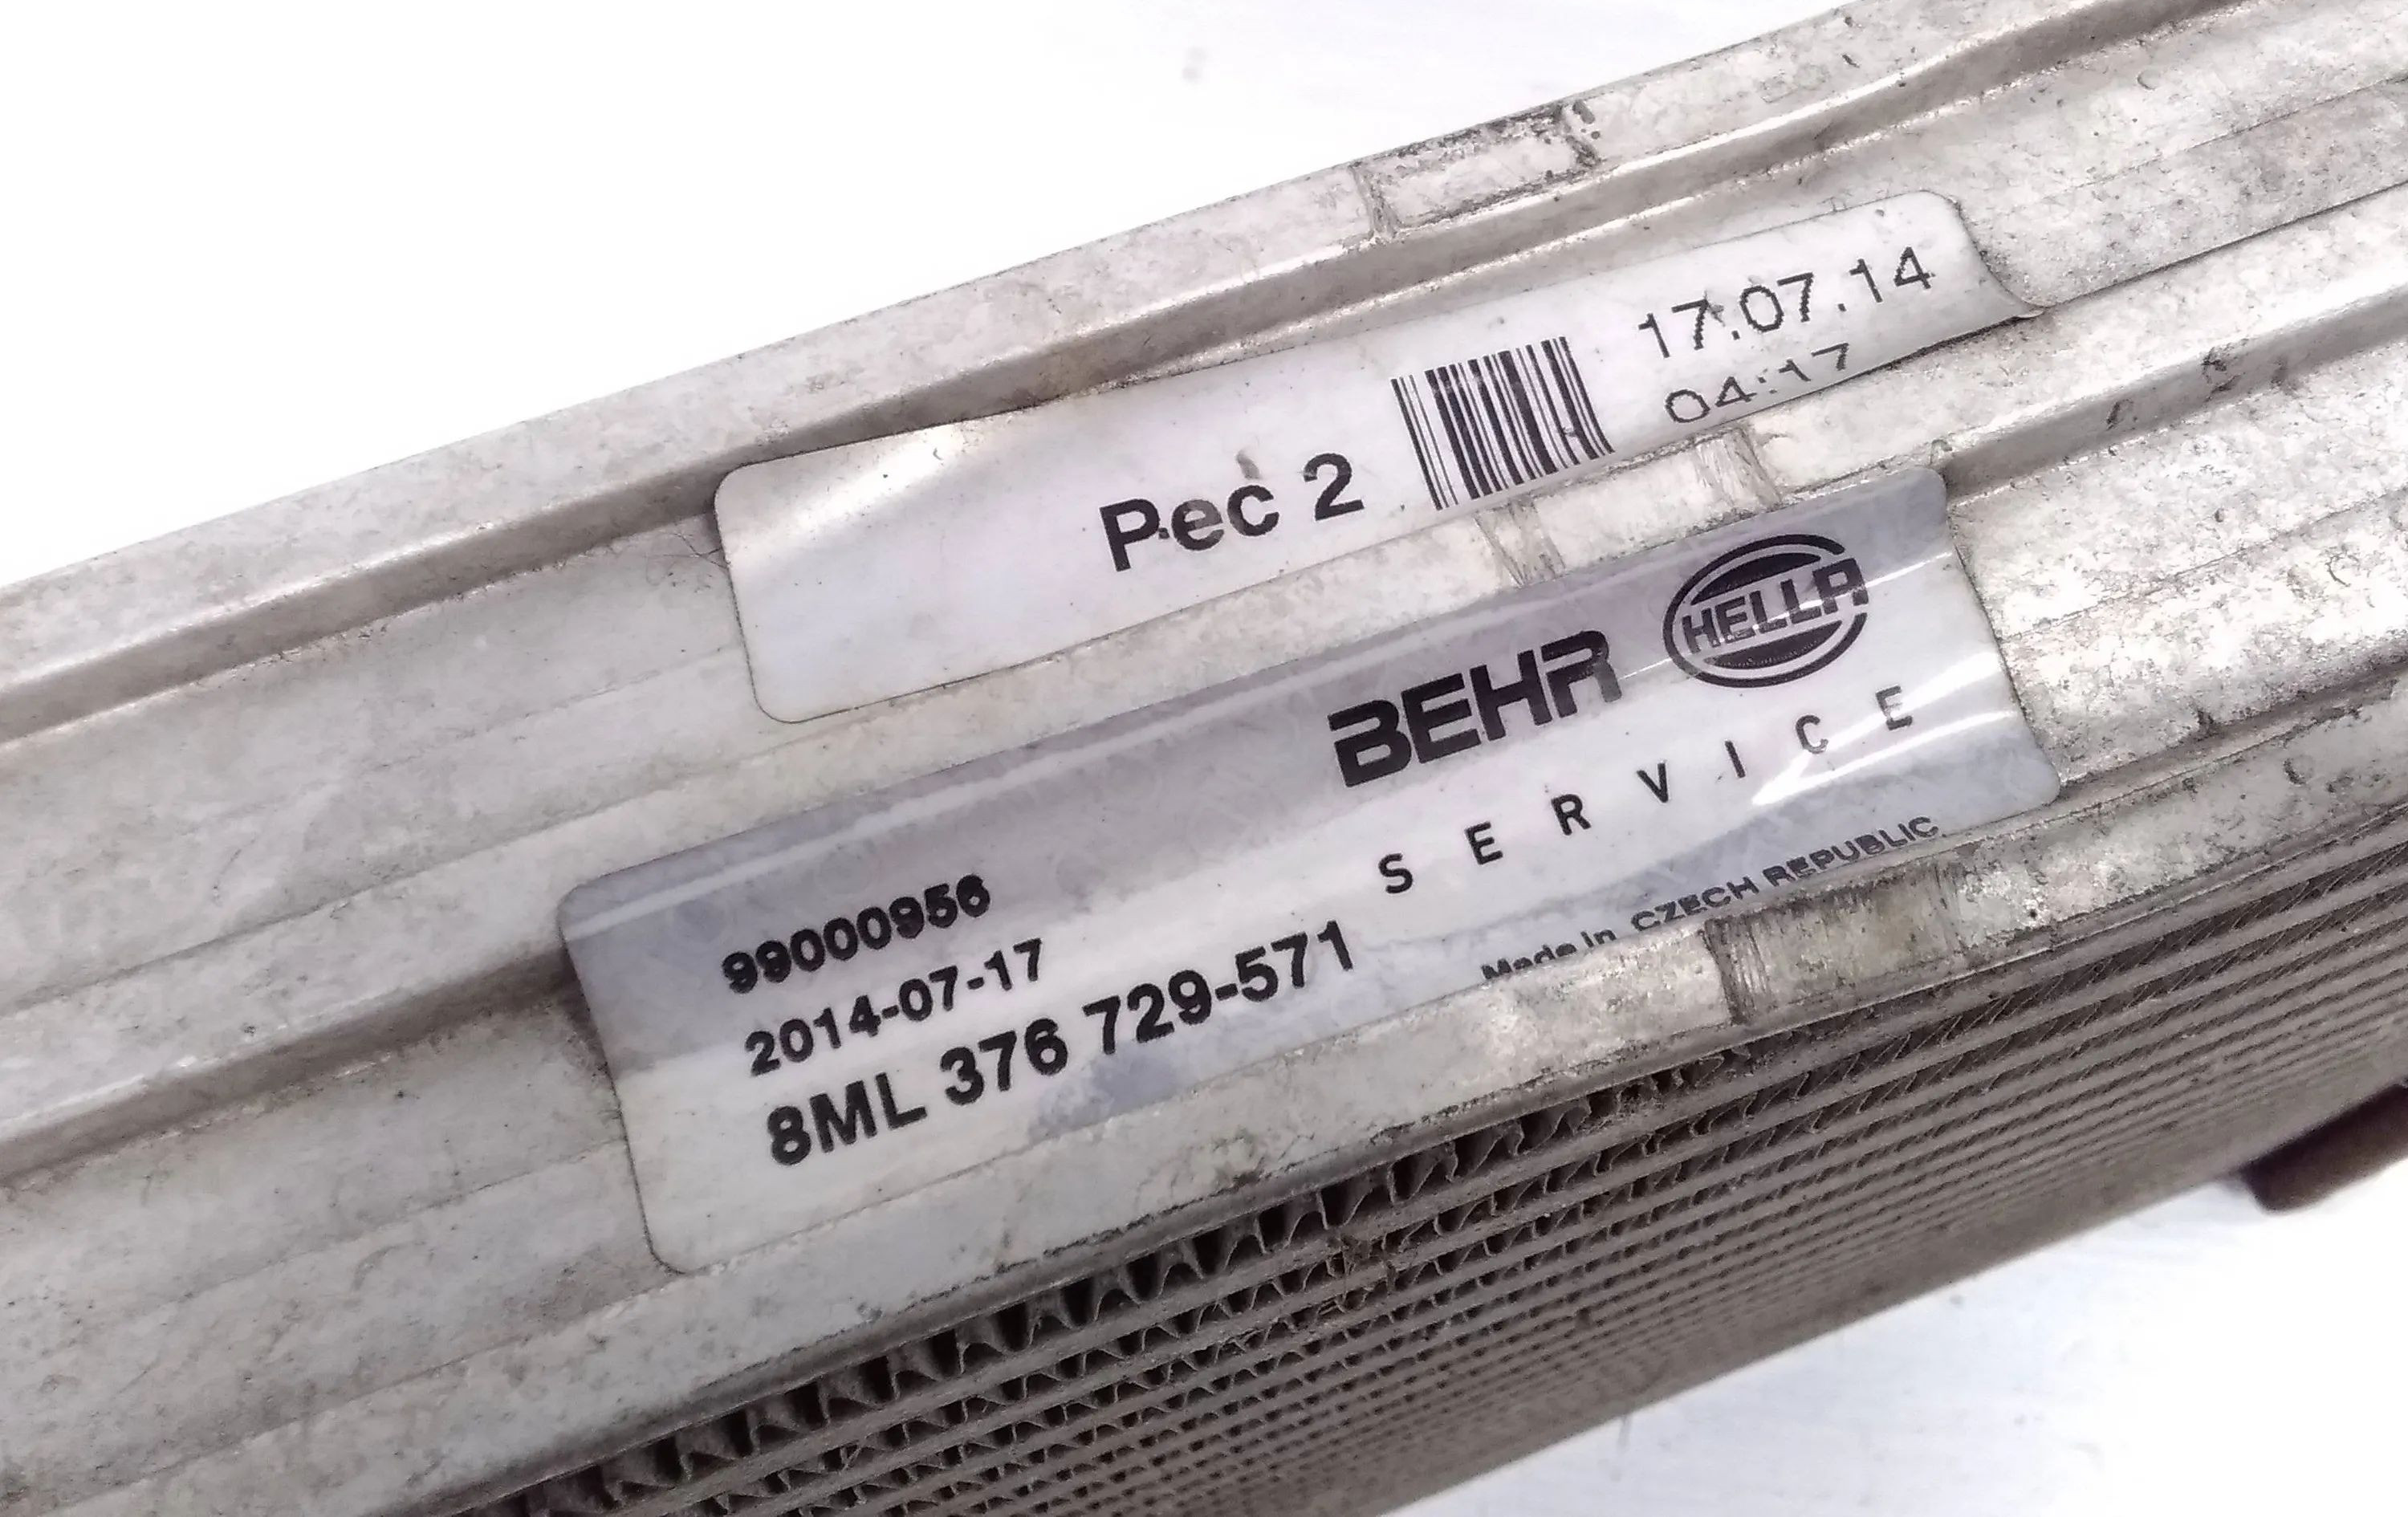 Pec 2
17.07.14
04:17
BEHR HELLA
SERVICE
99000956
2014-07-17
8ML 376 729-571
Made in CZECH REPUBLIC